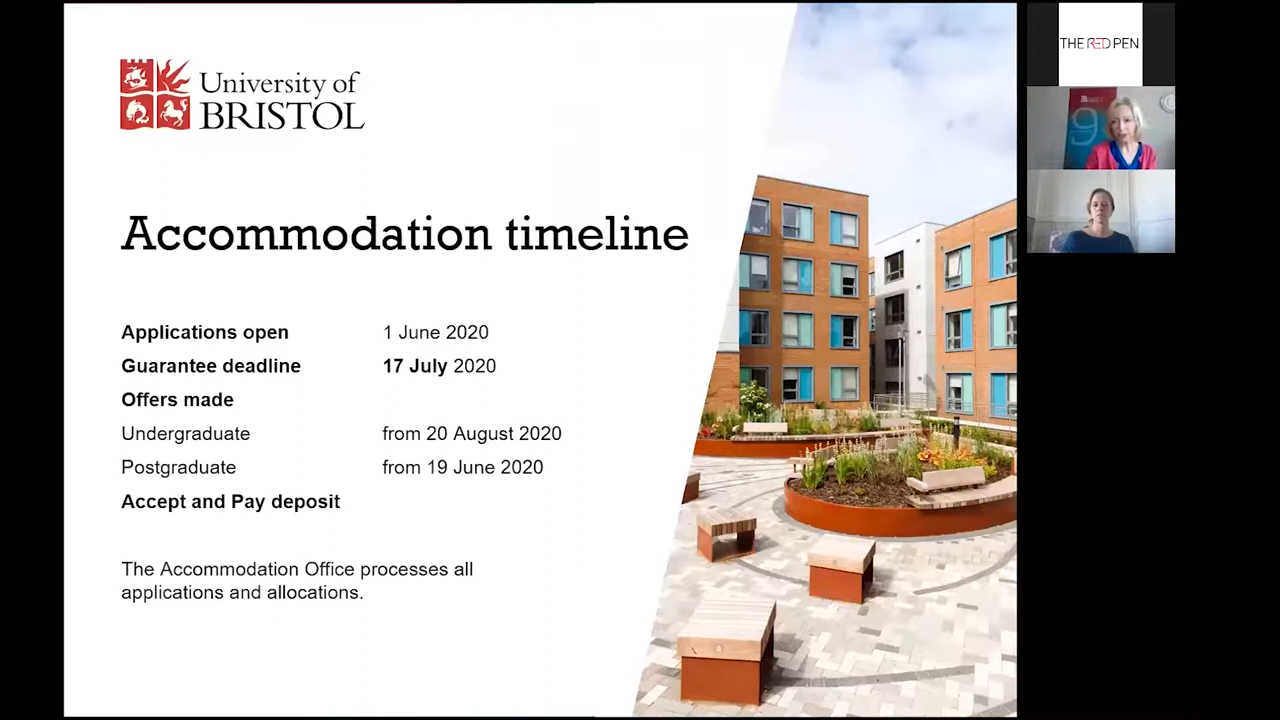 University of
BRISTOL
Accommodation timeline
Applications open 1 June 2020
Guarantee deadline 17 July 2020
Offers made
Undergraduate from 20 August 2020
Postgraduate from 19 June 2020
Accept and Pay deposit
The Accommodation Office processes all
applications and allocations.
THE RED PEN
9